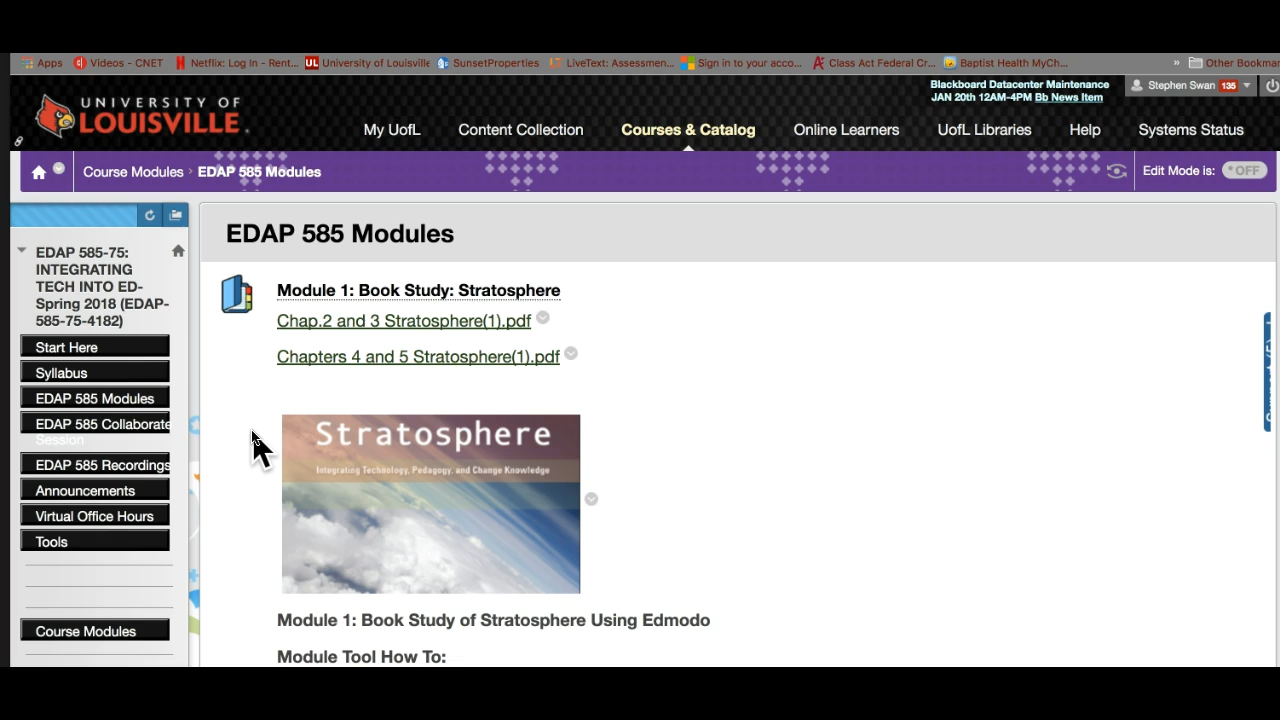 Apps Videos - CNET Netflix: Log In - Rent... UL University of Louisville SunsetProperties LiveText: Assessmen... Sign in to your acco... Class Act Federal Cr... Baptist Health MyCh... » Other Bookmar
Blackboard Datacenter Maintenance
JAN 20th 12AM-4PM Bb News Item
Stephen Swan 135
UNIVERSITY OF
LOUISVILLE.
My UofL Content Collection Courses & Catalog Online Learners UofL Libraries Help Systems Status
Course Modules › EDAP 585 Modules
Edit Mode is: OFF
EDAP 585-75:
INTEGRATING
TECH INTO ED-
Spring 2018 (EDAP-
585-75-4182)
Start Here
Syllabus
EDAP 585 Modules
EDAP 585 Collaborate
Session
EDAP 585 Recordings
Announcements
Virtual Office Hours
Tools
Course Modules
EDAP 585 Modules
Module 1: Book Study: Stratosphere
Chap.2 and 3 Stratosphere(1).pdf
Chapters 4 and 5 Stratosphere(1).pdf
Stratosphere
Integrating Technology, Pedagogy, and Change Knowledge
Module 1: Book Study of Stratosphere Using Edmodo
Module Tool How To: